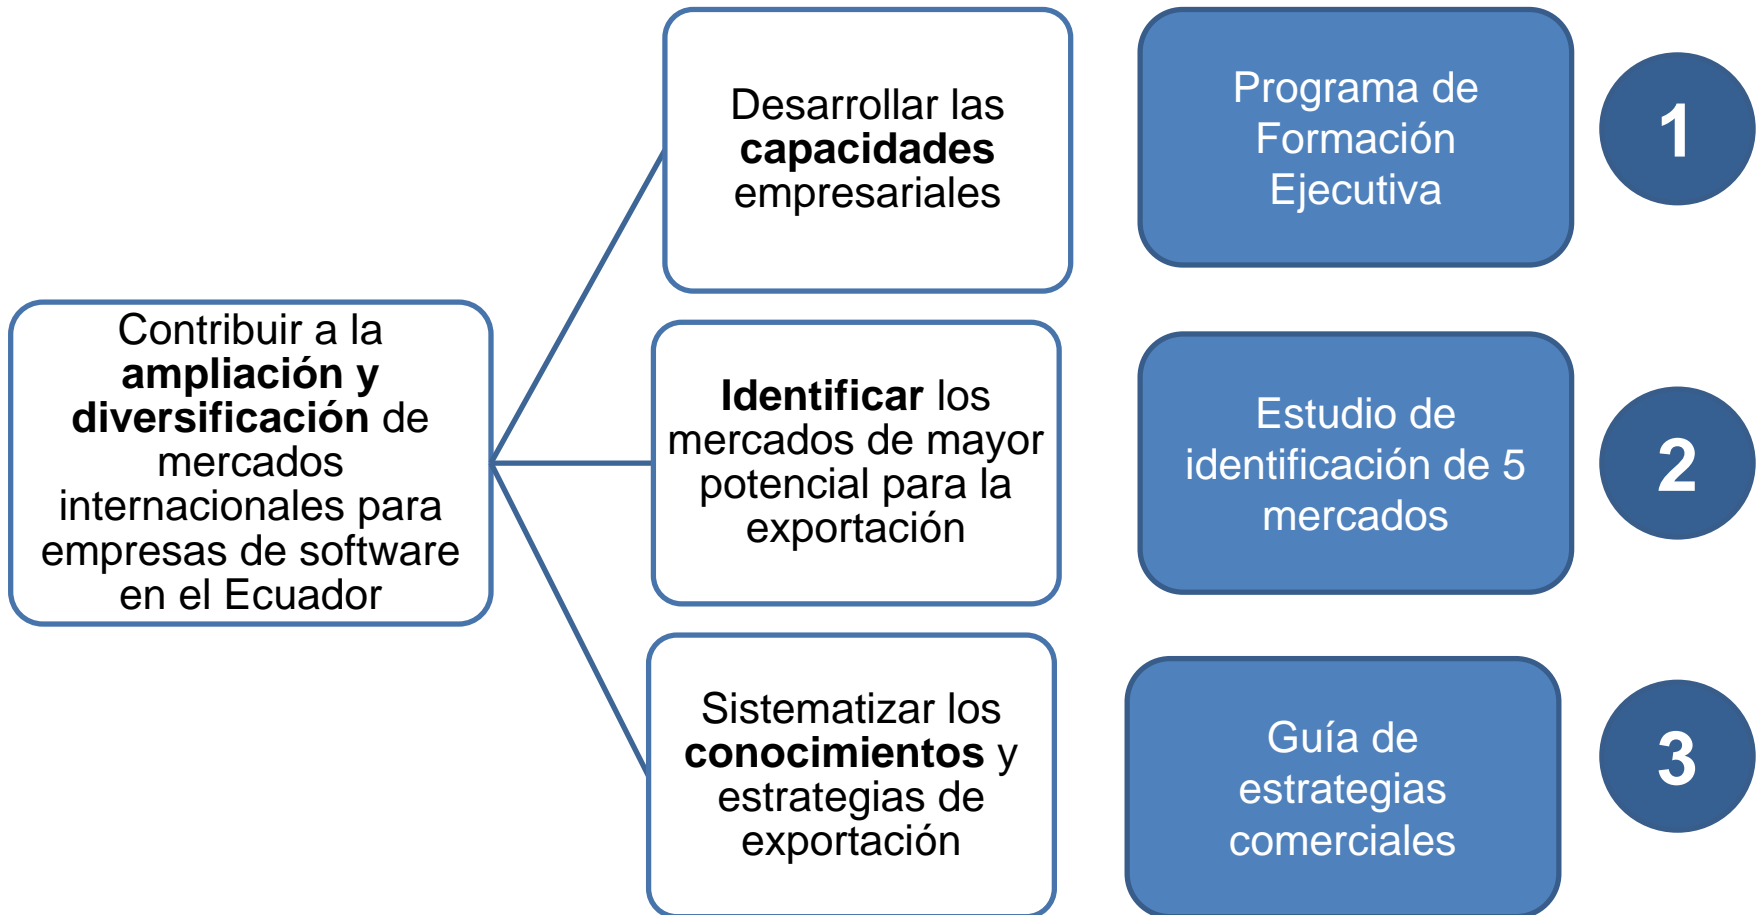 Contribuir a la
ampliación y
diversificación de
mercados
internacionales para
empresas de software
en el Ecuador
Desarrollar las
capacidades
empresariales
Programa de
Formación
Ejecutiva
1
Identificar los
mercados de mayor
potencial para la
exportación
Estudio de
identificación de 5
mercados
2
Sistematizar los
conocimientos y
estrategias de
exportación
Guía de
estrategias
comerciales
3